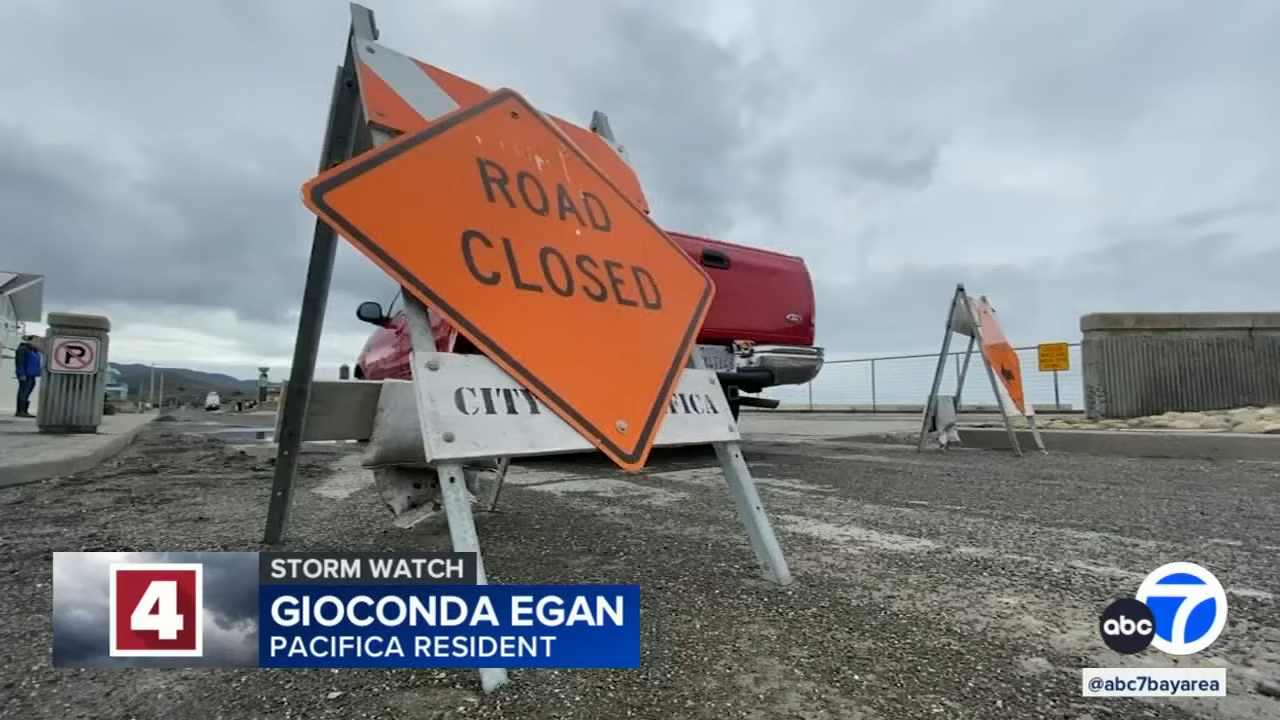 ROAD
CLOSED
CITY FICA
4
STORM WATCH
GIOCONDA EGAN
PACIFICA RESIDENT
abc 7
@abc7bayarea